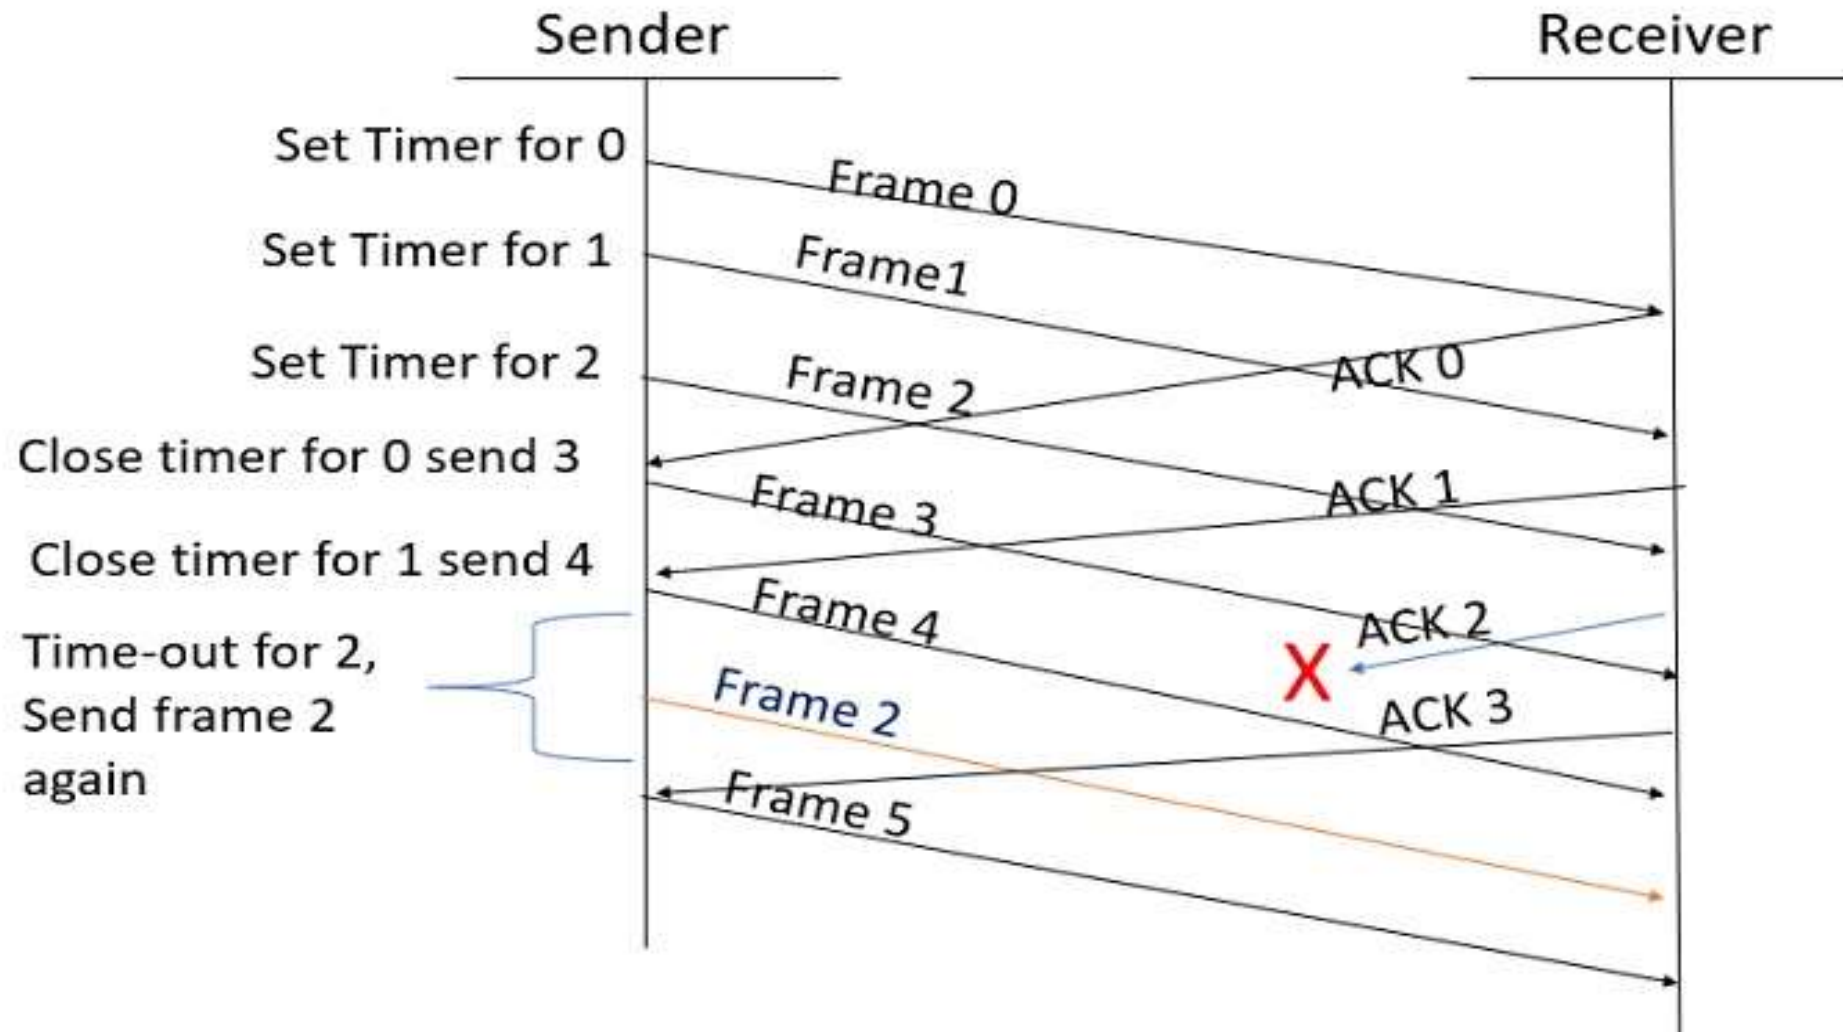 Sender
Receiver
Set Timer for 0
Frame 0
Set Timer for 1
Frame1
Set Timer for 2
Frame 2
ACK 0
Close timer for 0 send 3
Frame 3
ACK 1
Close timer for 1 send 4
Frame 4
ACK 2
X
Time-out for 2,
Send frame 2
again
Frame 2
ACK 3
Frame 5